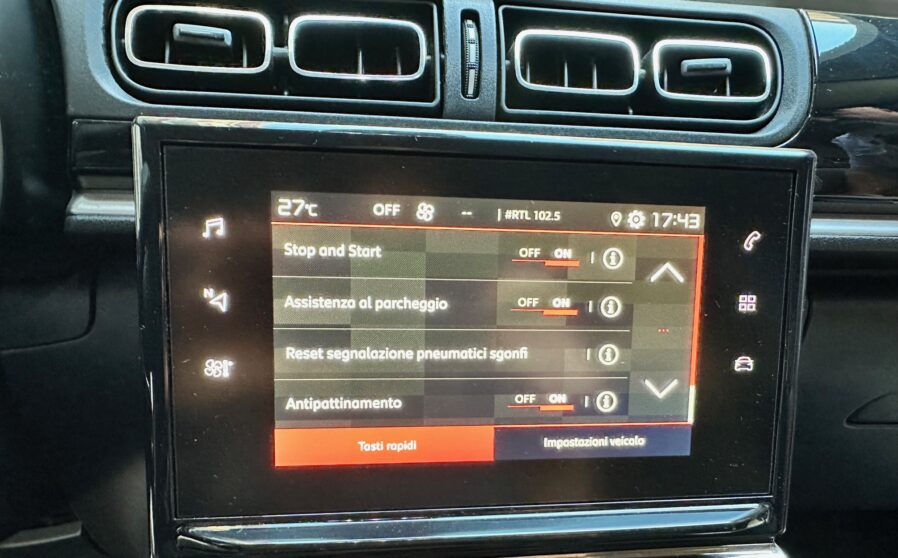 27°C OFF -- #RTL 102.5 17:43
Stop and Start OFF ON
N
Assistenza al parcheggio OFF ON
Reset segnalazione pneumatici sgonfi
Antipattinamento OFF ON
Tasti rapidi Impostazioni veicolo